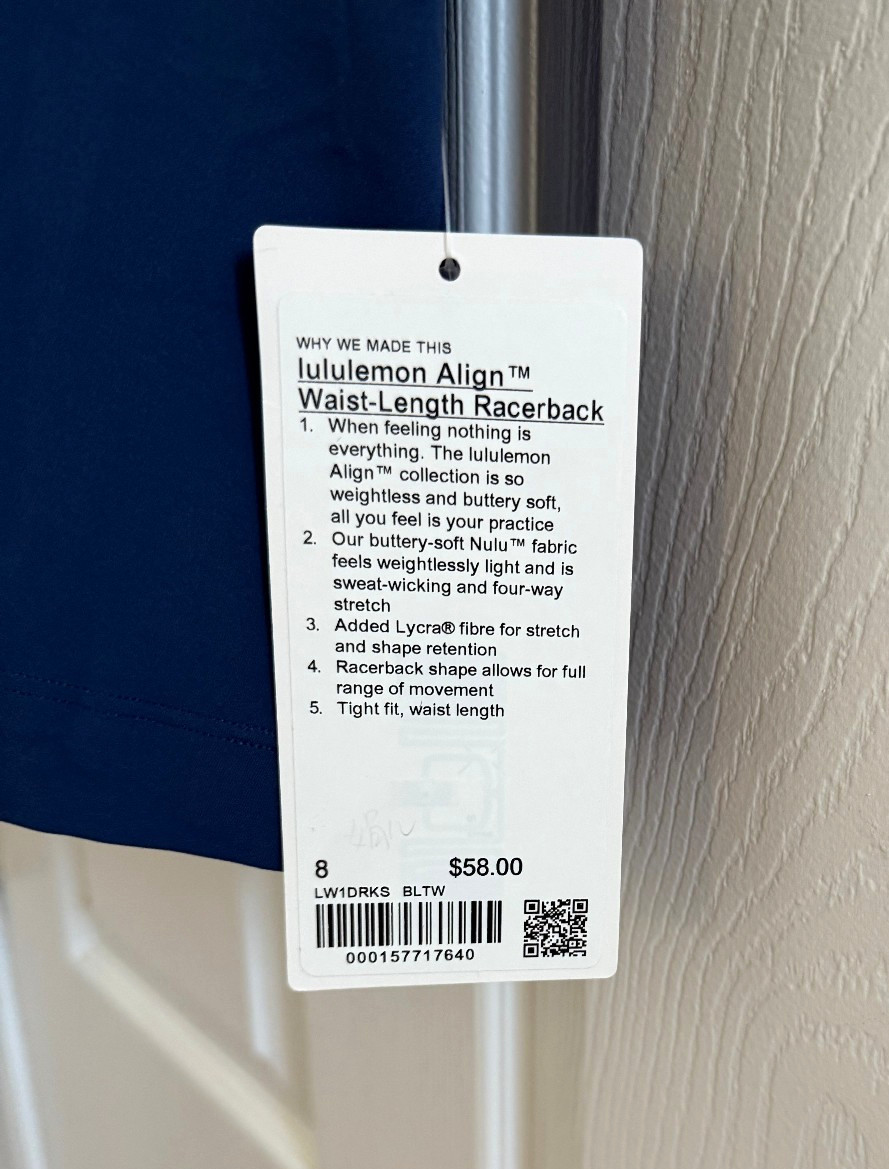 WHY WE MADE THIS
lululemon Align™
Waist-Length Racerback
1. When feeling nothing is
everything. The lululemon
Align™ collection is so
weightless and buttery soft,
all you feel is your practice
2. Our buttery-soft Nulu™ fabric
feels weightlessly light and is
sweat-wicking and four-way
stretch
3. Added Lycra® fibre for stretch
and shape retention
4. Racerback shape allows for full
range of movement
5. Tight fit, waist length
8 $58.00
LW1DRKS BLTW
000157717640